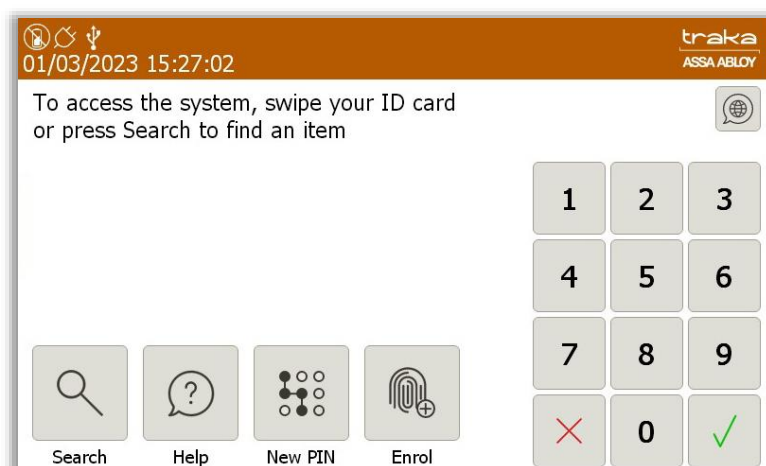 traka
01/03/2023 15:27:02
ASSA ABLOY
To access the system, swipe your ID card
or press Search to find an item
1 2 3
4 5 6
7 8 9
0
?
Search Help New PIN Enrol